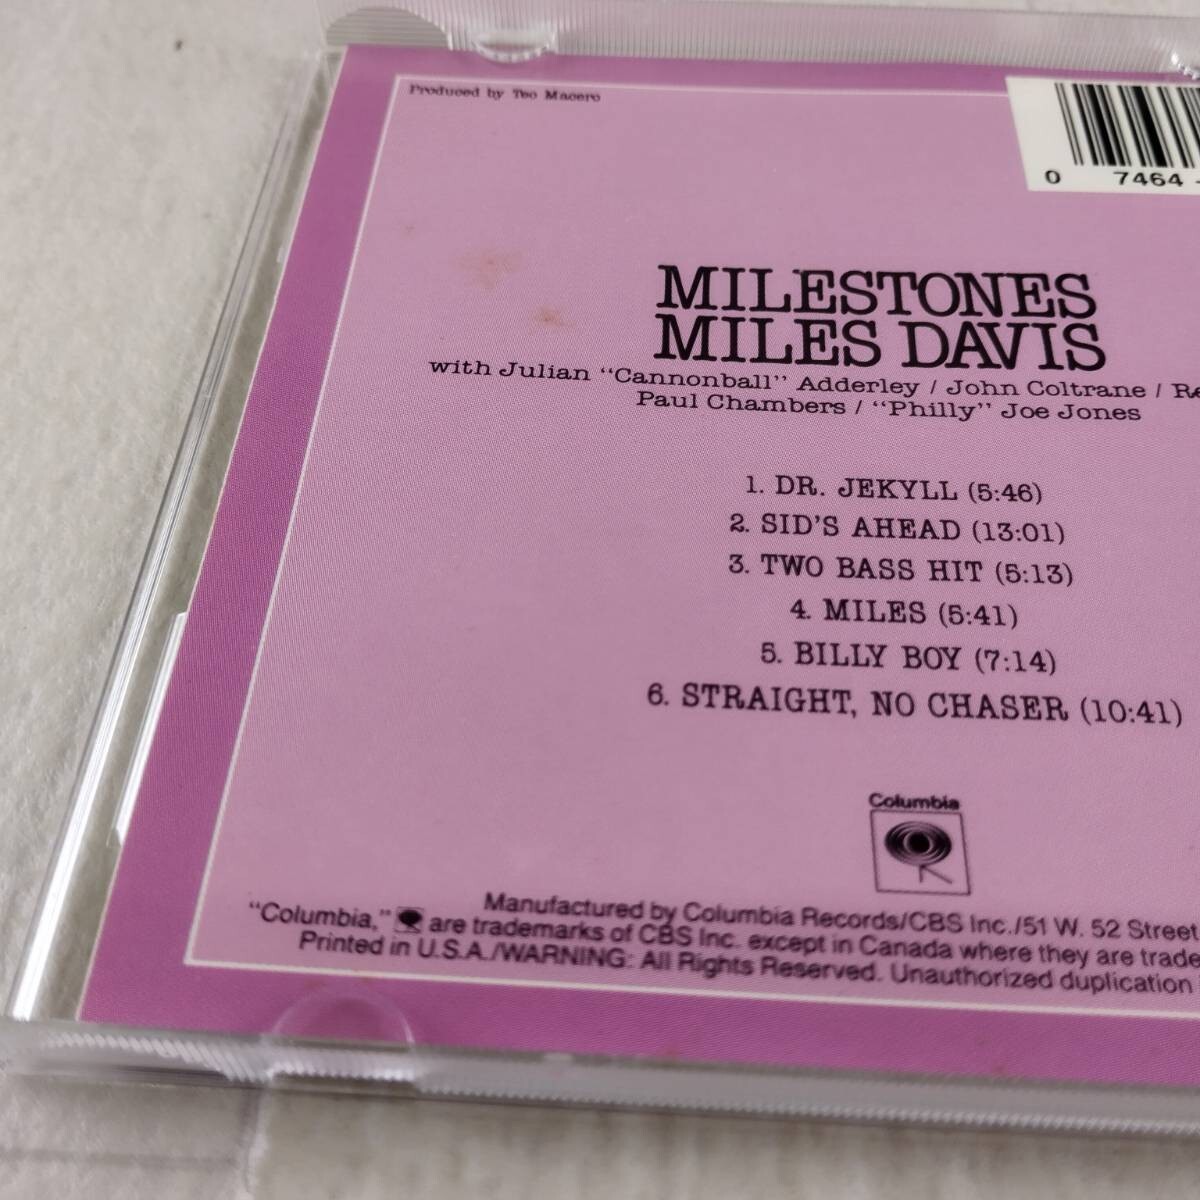 Produced by Teo Macero
0 7464 -
MILESTONES
MILES DAVIS
with Julian "Cannonball" Adderley / John Coltrane / Re
Paul Chambers / "Philly" Joe Jones
1. DR. JEKYLL (5:46)
2. SID'S AHEAD (13:01)
3. TWO BASS HIT (5:13)
4. MILES (5:41)
5. BILLY BOY (7:14)
6. STRAIGHT, NO CHASER (10:41)
Columbia
Manufactured by Columbia Records/CBS Inc./51 W. 52 Street
"Columbia," are trademarks of CBS Inc. except in Canada where they are trade
Printed in U.S.A./WARNING: All Rights Reserved. Unauthorized duplication